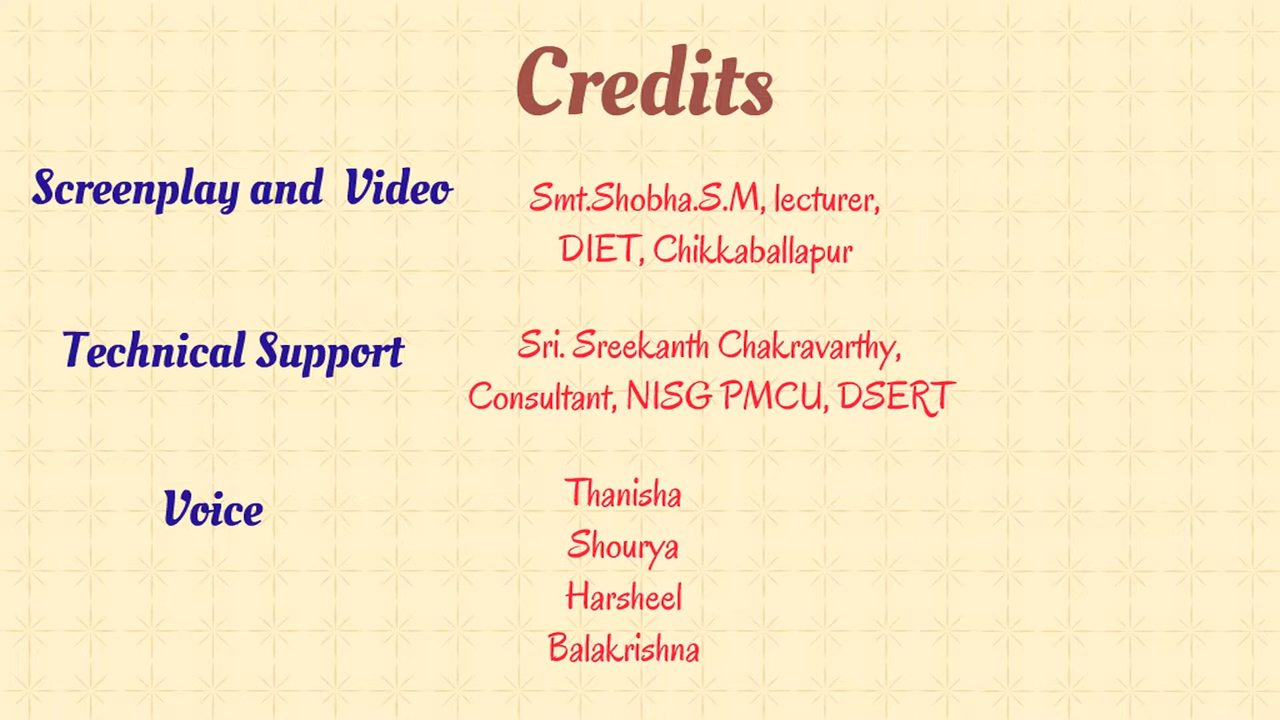 Credits
Screenplay and Video
Smt.Shobha.S.M, lecturer,
DIET, Chikkaballapur
Technical Support
Sri. Sreekanth Chakravarthy,
Consultant, NISG PMCU, DSERT
Voice
Thanisha
Shourya
Harsheel
Balakrishna